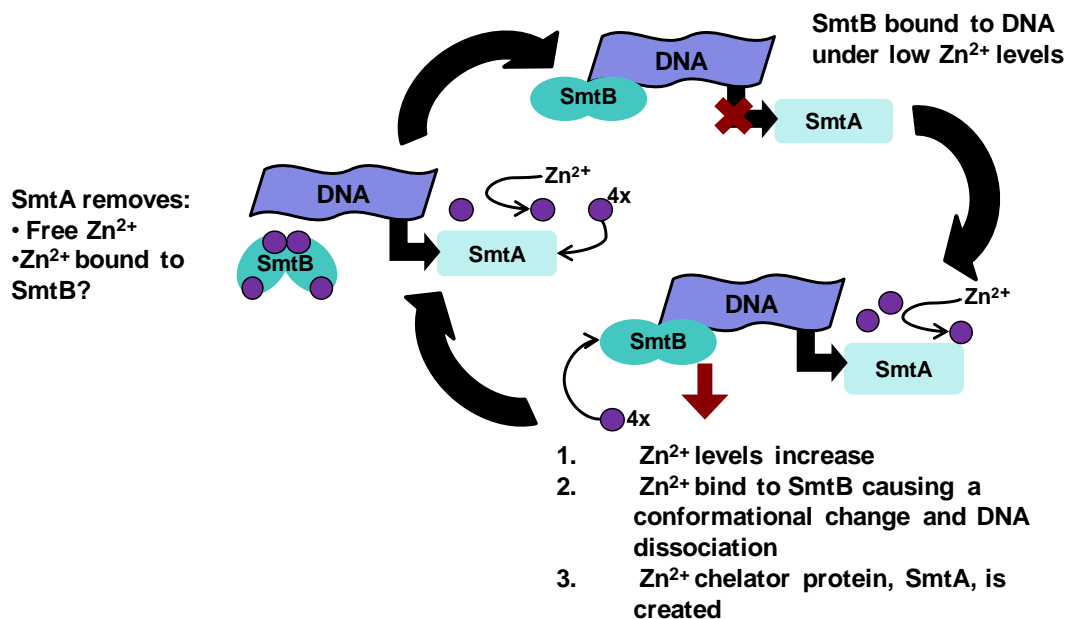 SmtB bound to DNA
under low Zn²⁺ levels
DNA
SmtB
SmtA
SmtA removes:
• Free Zn²⁺
•Zn²⁺ bound to
SmtB?
DNA
Zn²⁺
4x
SmtA
SmtB
DNA
Zn²⁺
SmtB
SmtA
4x
1. Zn²⁺ levels increase
2. Zn²⁺ bind to SmtB causing a
conformational change and DNA
dissociation
3. Zn²⁺ chelator protein, SmtA, is
created